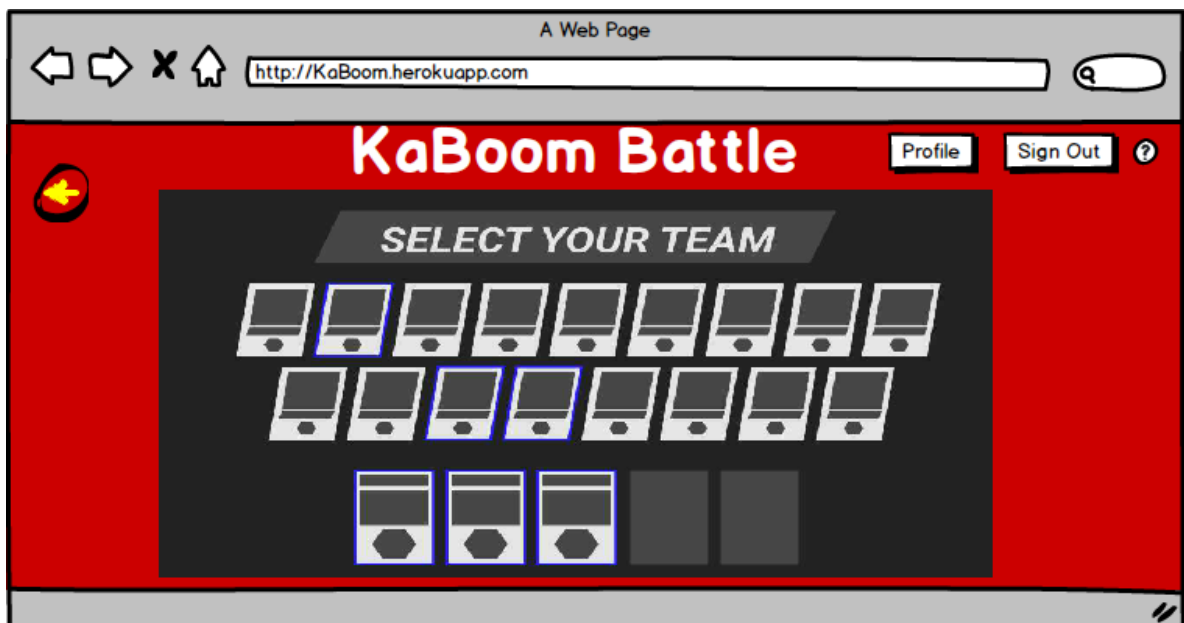 A Web Page
http://KaBoom.herokuapp.com
KaBoom Battle
Profile
Sign Out
?
SELECT YOUR TEAM